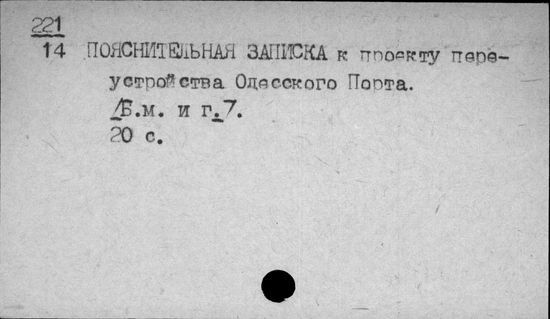 221
14 ПОЯСНИТЕЛЬНАЯ ЗАПИСКА к проекту пере-
устройства Одесского Порта.
/Б.м. и г./.
20 с.